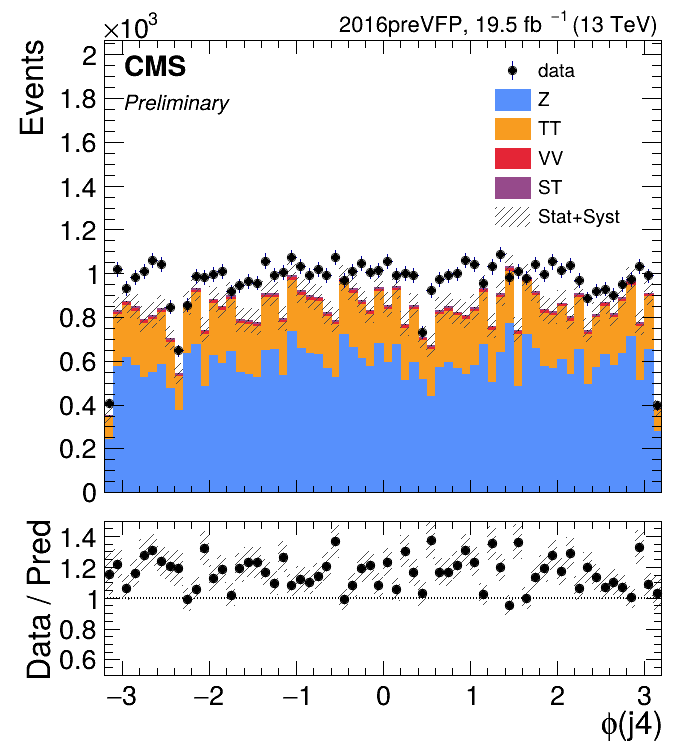 ×10³
2016preVFP, 19.5 fb⁻¹ (13 TeV)
Events
CMS
Preliminary
data
Z
TT
VV
ST
Stat+Syst
2
1.8
1.6
1.4
1.2
1
0.8
0.6
0.4
0.2
0
Data / Pred
1.4
1.2
1
0.8
0.6
−3 −2 −1 0 1 2 3
ϕ(j4)